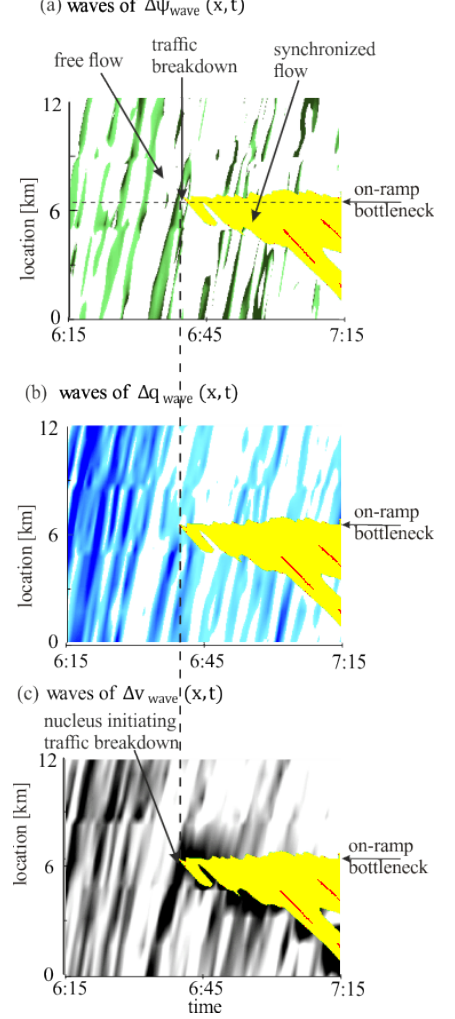 (a) waves of Δψwave (x,t)
traffic
breakdown
synchronized
flow
free flow
12
6
0
location [km]
on-ramp
bottleneck
6:15
6:45
7:15
(b) waves of Δq wave (x,t)
12
6
0
location [km]
on-ramp
bottleneck
6:15
6:45
7:15
(c) waves of Δv wave(x,t)
nucleus initiating
traffic breakdown
12
6
0
location [km]
on-ramp
bottleneck
6:15
6:45
7:15
time